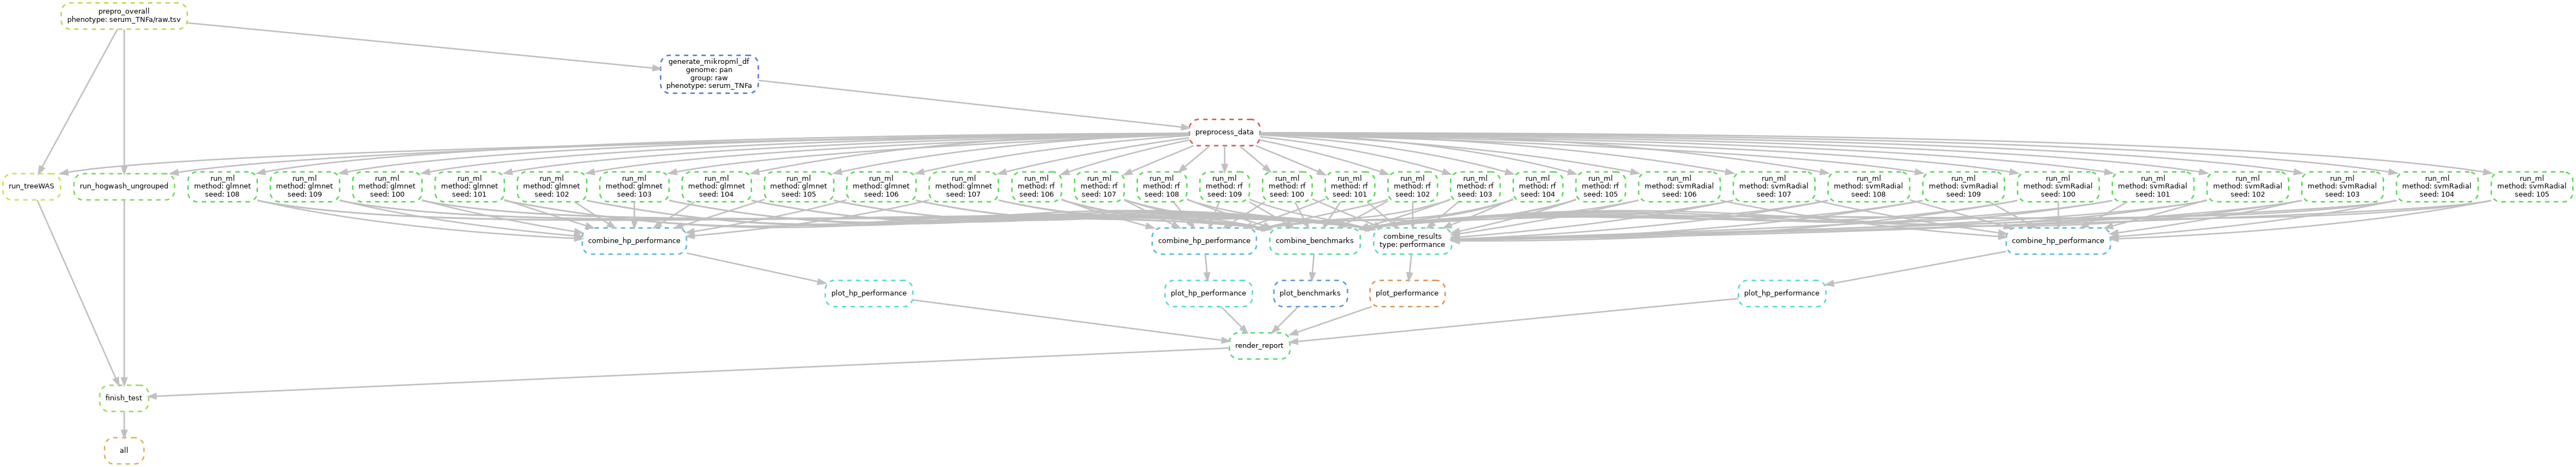 prepro_overall
phenotype: serum_TNFa/raw.tsv
generate_mikropml_df
genome: pan
group: raw
phenotype: serum_TNFa
preprocess_data
run_treeWAS
run_hogwash_ungrouped
run_ml
method: glmnet
seed: 108
run_ml
method: glmnet
seed: 109
run_ml
method: glmnet
seed: 100
run_ml
method: glmnet
seed: 101
run_ml
method: glmnet
seed: 102
run_ml
method: glmnet
seed: 103
run_ml
method: glmnet
seed: 104
run_ml
method: glmnet
seed: 105
run_ml
method: glmnet
seed: 106
run_ml
method: glmnet
seed: 107
run_ml
method: rf
seed: 106
run_ml
method: rf
seed: 107
run_ml
method: rf
seed: 108
run_ml
method: rf
seed: 109
run_ml
method: rf
seed: 100
run_ml
method: rf
seed: 101
run_ml
method: rf
seed: 102
run_ml
method: rf
seed: 103
run_ml
method: rf
seed: 104
run_ml
method: rf
seed: 105
run_ml
method: svmRadial
seed: 106
run_ml
method: svmRadial
seed: 107
run_ml
method: svmRadial
seed: 108
run_ml
method: svmRadial
seed: 109
run_ml
method: svmRadial
seed: 100
run_ml
method: svmRadial
seed: 101
run_ml
method: svmRadial
seed: 102
run_ml
method: svmRadial
seed: 103
run_ml
method: svmRadial
seed: 104
run_ml
method: svmRadial
seed: 105
combine_hp_performance
combine_hp_performance
combine_benchmarks
combine_results
type: performance
combine_hp_performance
plot_hp_performance
plot_hp_performance
plot_benchmarks
plot_performance
plot_hp_performance
render_report
finish_test
all